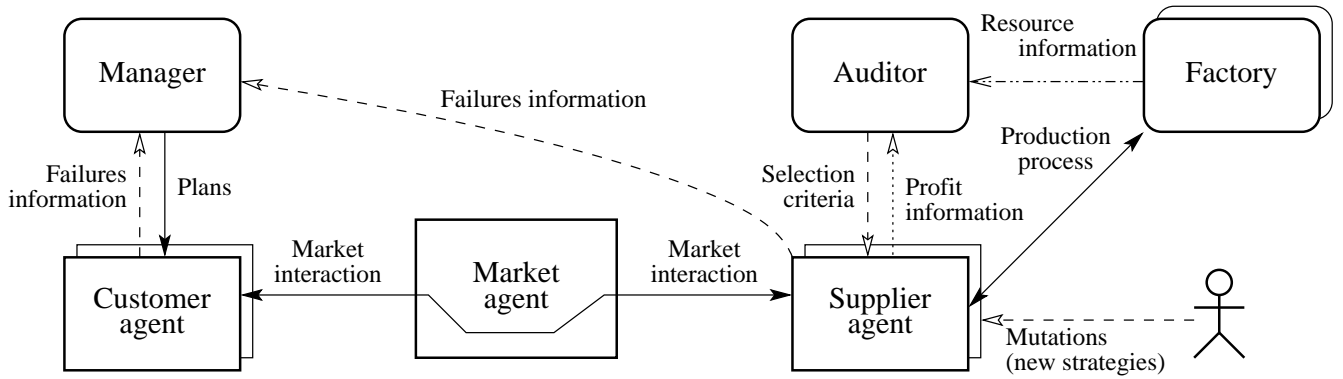 Manager
Failures information
Auditor
Resource
information
Factory
Failures
information
Plans
Selection
criteria
Profit
information
Production
process
Customer
agent
Market
interaction
Market
agent
Market
interaction
Supplier
agent
Mutations
(new strategies)